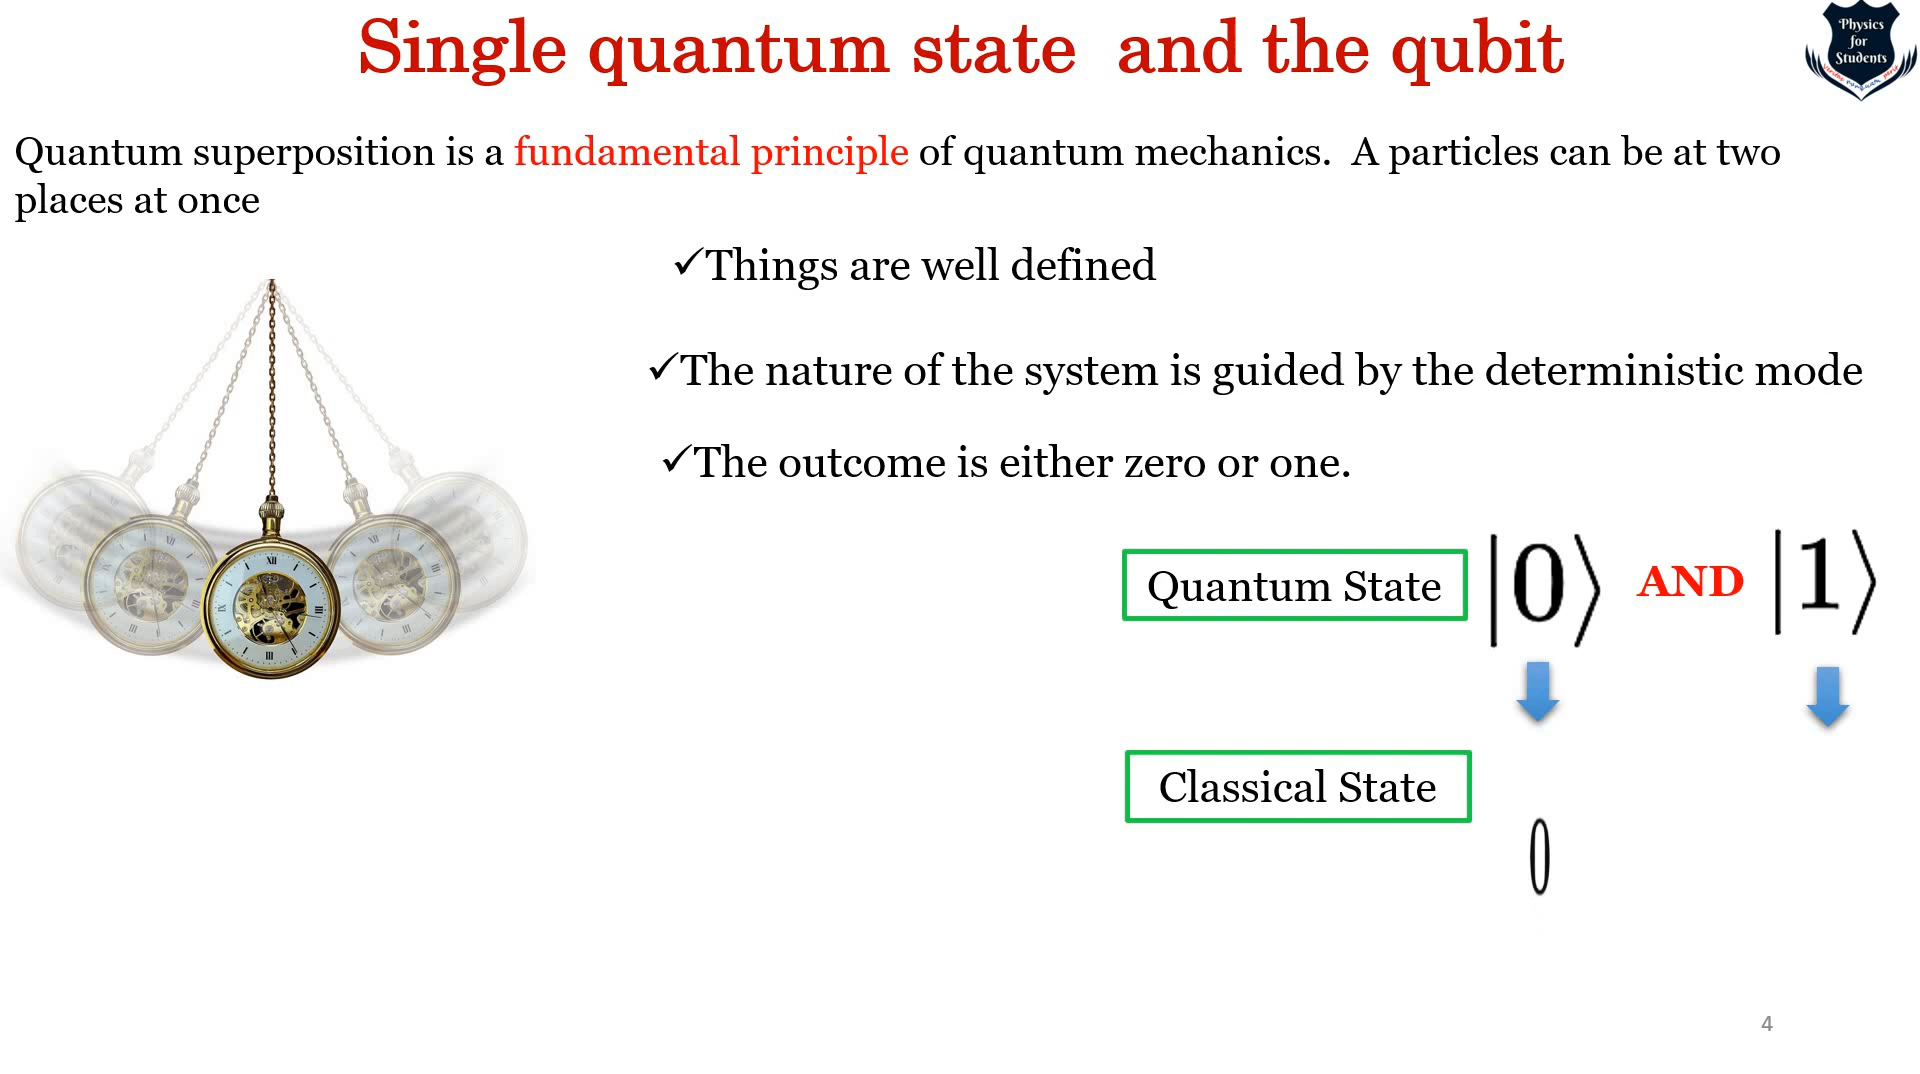 Single quantum state and the qubit
Physics
for
Students
Quantum superposition is a fundamental principle of quantum mechanics. A particles can be at two
places at once
✓Things are well defined
✓The nature of the system is guided by the deterministic mode
✓The outcome is either zero or one.
Quantum State |0⟩ AND |1⟩
Classical State
0
4